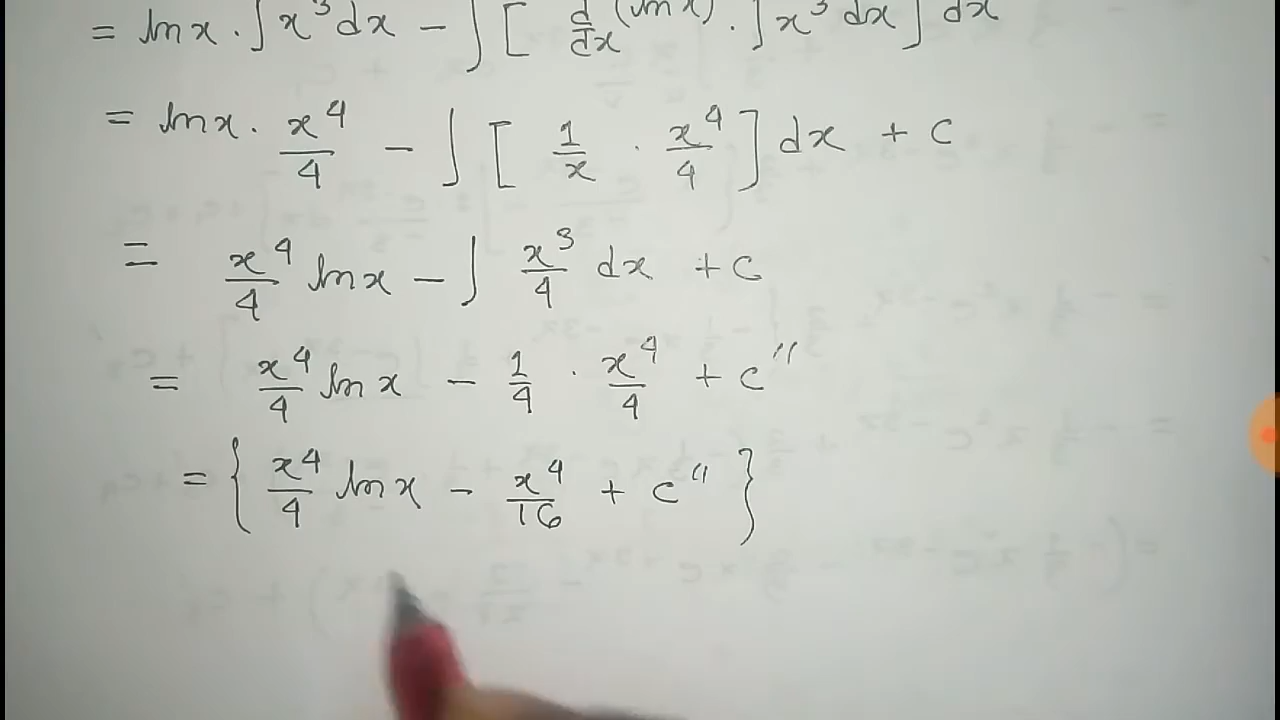 = ln x . ∫ x³ dx - ∫ [ d/dx (ln x) . ∫ x³ dx ] dx
= ln x . x⁴/4 - ∫ [ 1/x . x⁴/4 ] dx + c
= x⁴/4 ln x - ∫ x³/4 dx + c
= x⁴/4 ln x - 1/4 . x⁴/4 + c"
= { x⁴/4 ln x - x⁴/16 + c" }